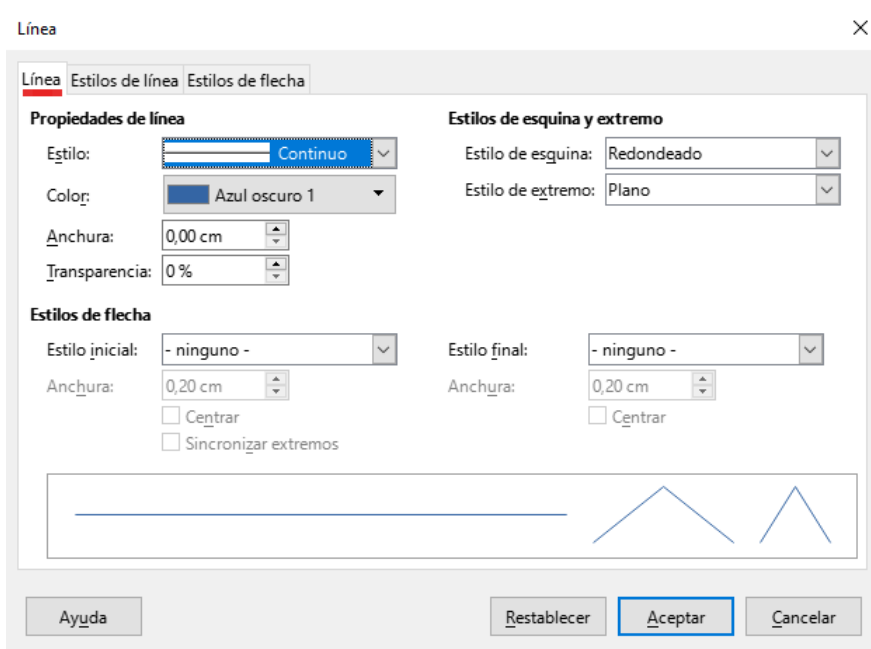 Línea
Línea Estilos de línea Estilos de flecha
Propiedades de línea
Estilo: Continuo
Color: Azul oscuro 1
Anchura: 0,00 cm
Transparencia: 0 %
Estilos de esquina y extremo
Estilo de esquina: Redondeado
Estilo de extremo: Plano
Estilos de flecha
Estilo inicial: - ninguno -
Anchura: 0,20 cm
Centrar
Sincronizar extremos
Estilo final: - ninguno -
Anchura: 0,20 cm
Centrar
Ayuda Restablecer Aceptar Cancelar